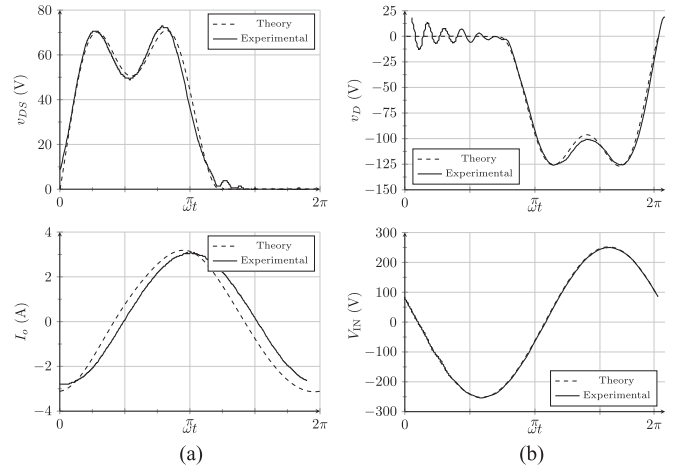 80
60
40
20
0
v_DS (V)
Theory
Experimental
0
π
2π
ωt
25
0
−25
−50
−75
−100
−125
−150
v_D (V)
Theory
Experimental
0
π
2π
ωt
4
2
0
−2
−4
I_o (A)
Theory
Experimental
0
π
2π
ωt
300
200
100
0
−100
−200
−300
V_IN (V)
Theory
Experimental
0
π
2π
ωt
(a)
(b)